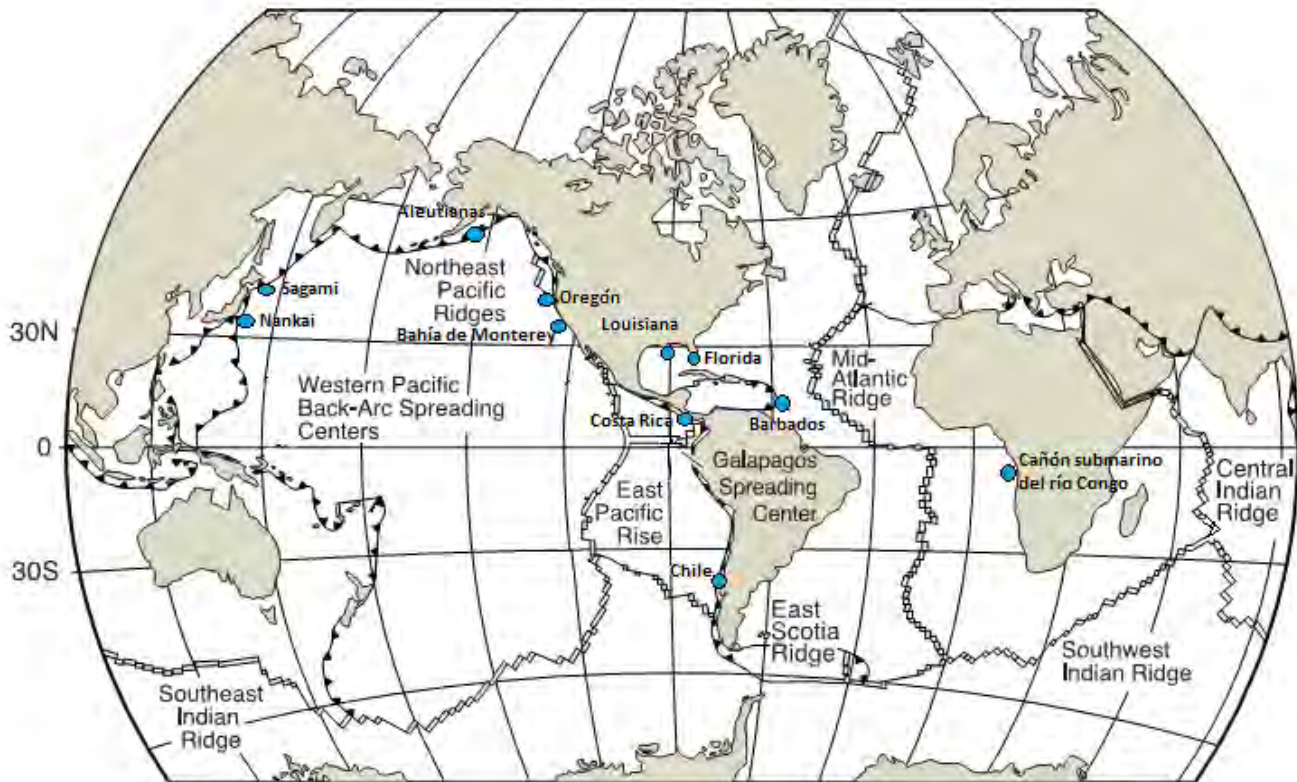 Aleutianas
Northeast
Pacific
Ridges
Sagami
Nankai
Oregón
Bahía de Monterey
Louisiana
Florida
30N
Mid-
Atlantic
Ridge
Western Pacific
Back-Arc Spreading
Centers
Costa Rica
Barbados
0
Galapagos
Spreading
Center
Cañón submarino
del río Congo
Central
Indian
Ridge
East
Pacific
Rise
30S
Chile
East
Scotia
Ridge
Southwest
Indian Ridge
Southeast
Indian
Ridge